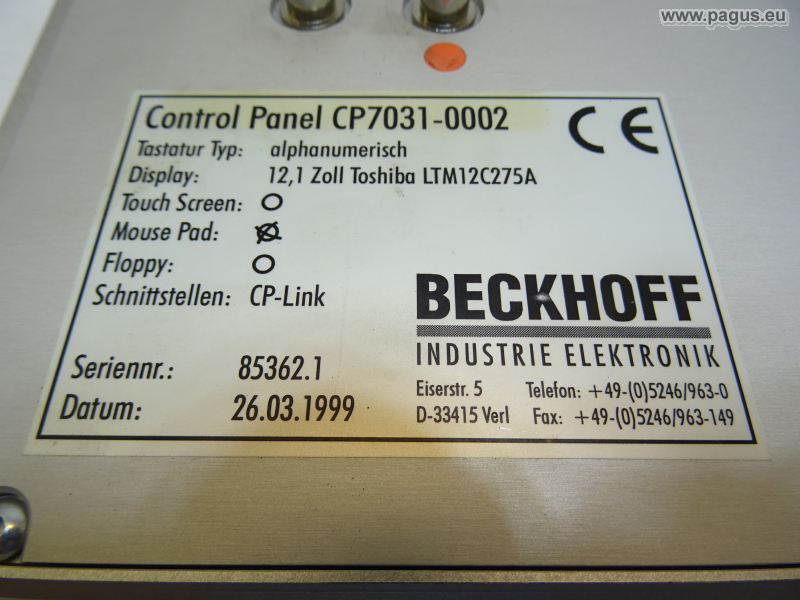 www.pagus.eu
Control Panel CP7031-0002
CE
Tastatur Typ: alphanumerisch
Display: 12,1 Zoll Toshiba LTM12C275A
Touch Screen:
Mouse Pad:
Floppy:
Schnittstellen: CP-Link
BECKHOFF
INDUSTRIE ELEKTRONIK
Seriennr.: 85362.1
Datum: 26.03.1999
Eiserstr. 5 Telefon: +49-(0)5246/963-0
D-33415 Verl Fax: +49-(0)5246/963-149